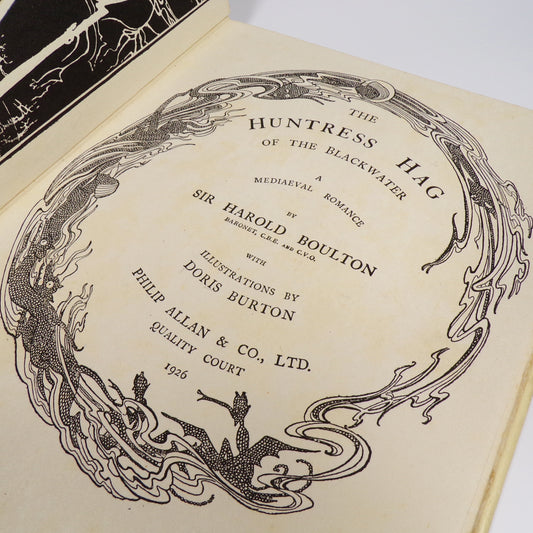 THE
HUNTRESS HAG
OF THE BLACKWATER
A
MEDIAEVAL ROMANCE
BY
SIR HAROLD BOULTON
BARONET, C.B.E. AND C.V.O.
WITH
ILLUSTRATIONS BY
DORIS BURTON
PHILIP ALLAN & CO., LTD.
QUALITY COURT
1926